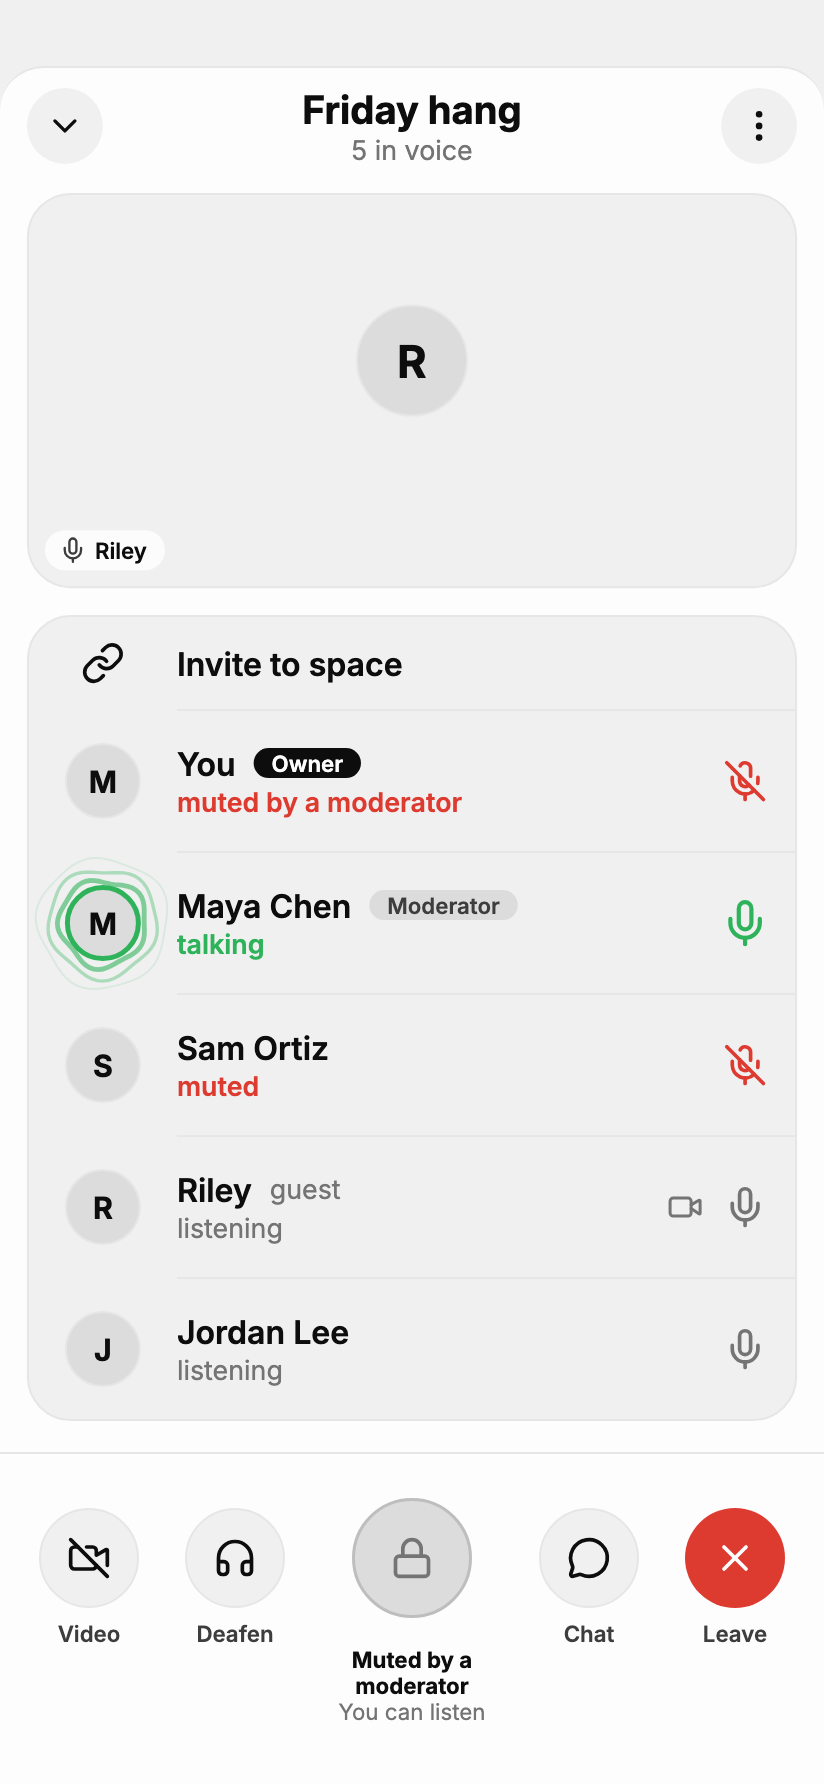 Friday hang
5 in voice
R
Riley
Invite to space
M
You Owner
muted by a moderator
M
Maya Chen Moderator
talking
S
Sam Ortiz
muted
R
Riley guest
listening
J
Jordan Lee
listening
Video
Deafen
Muted by a
moderator
You can listen
Chat
Leave